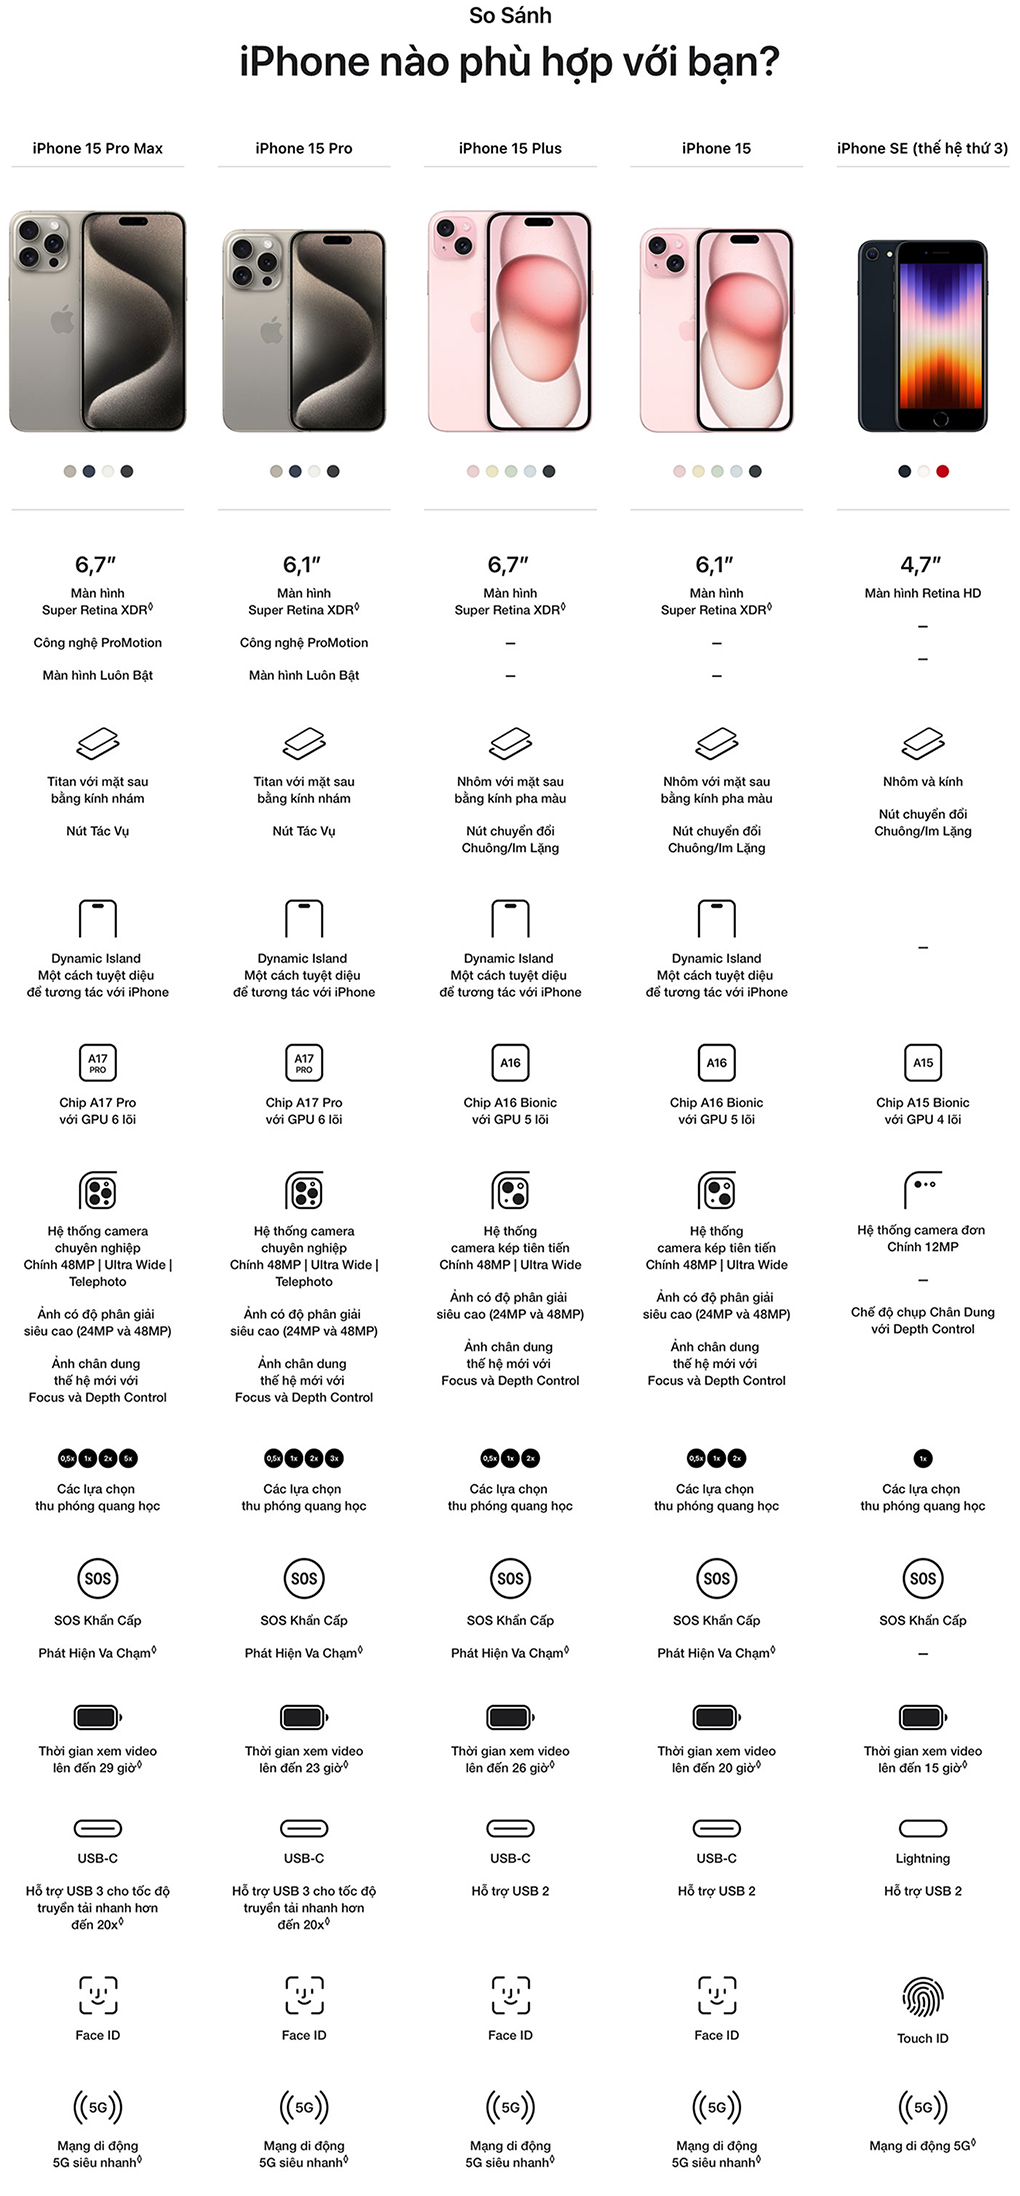 So Sánh
iPhone nào phù hợp với bạn?
iPhone 15 Pro Max
iPhone 15 Pro
iPhone 15 Plus
iPhone 15
iPhone SE (thế hệ thứ 3)
6,7”
6,1”
6,7”
6,1”
4,7”
Màn hình
Super Retina XDR◊
Màn hình
Super Retina XDR◊
Màn hình
Super Retina XDR◊
Màn hình
Super Retina XDR◊
Màn hình Retina HD
Công nghệ ProMotion
Công nghệ ProMotion
–
–
–
Màn hình Luôn Bật
Màn hình Luôn Bật
–
–
–
Titan với mặt sau
bằng kính nhám
Titan với mặt sau
bằng kính nhám
Nhôm với mặt sau
bằng kính pha màu
Nhôm với mặt sau
bằng kính pha màu
Nhôm và kính
Nút Tác Vụ
Nút Tác Vụ
Nút chuyển đổi
Chuông/Im Lặng
Nút chuyển đổi
Chuông/Im Lặng
Nút chuyển đổi
Chuông/Im Lặng
Dynamic Island
Một cách tuyệt diệu
để tương tác với iPhone
Dynamic Island
Một cách tuyệt diệu
để tương tác với iPhone
Dynamic Island
Một cách tuyệt diệu
để tương tác với iPhone
Dynamic Island
Một cách tuyệt diệu
để tương tác với iPhone
–
A17
PRO
A17
PRO
A16
A16
A15
Chip A17 Pro
với GPU 6 lõi
Chip A17 Pro
với GPU 6 lõi
Chip A16 Bionic
với GPU 5 lõi
Chip A16 Bionic
với GPU 5 lõi
Chip A15 Bionic
với GPU 4 lõi
Hệ thống camera
chuyên nghiệp
Chính 48MP | Ultra Wide |
Telephoto
Hệ thống camera
chuyên nghiệp
Chính 48MP | Ultra Wide |
Telephoto
Hệ thống
camera kép tiên tiến
Chính 48MP | Ultra Wide
Hệ thống
camera kép tiên tiến
Chính 48MP | Ultra Wide
Hệ thống camera đơn
Chính 12MP
Ảnh có độ phân giải
siêu cao (24MP và 48MP)
Ảnh có độ phân giải
siêu cao (24MP và 48MP)
Ảnh có độ phân giải
siêu cao (24MP và 48MP)
Ảnh có độ phân giải
siêu cao (24MP và 48MP)
–
Ảnh chân dung
thế hệ mới với
Focus và Depth Control
Ảnh chân dung
thế hệ mới với
Focus và Depth Control
Ảnh chân dung
thế hệ mới với
Focus và Depth Control
Ảnh chân dung
thế hệ mới với
Focus và Depth Control
Chế độ chụp Chân Dung
với Depth Control
0,5x 1x 2x 5x
0,5x 1x 2x 3x
0,5x 1x 2x
0,5x 1x 2x
1x
Các lựa chọn
thu phóng quang học
Các lựa chọn
thu phóng quang học
Các lựa chọn
thu phóng quang học
Các lựa chọn
thu phóng quang học
Các lựa chọn
thu phóng quang học
SOS
SOS
SOS
SOS
SOS
SOS Khẩn Cấp
SOS Khẩn Cấp
SOS Khẩn Cấp
SOS Khẩn Cấp
SOS Khẩn Cấp
Phát Hiện Va Chạm◊
Phát Hiện Va Chạm◊
Phát Hiện Va Chạm◊
Phát Hiện Va Chạm◊
–
Thời gian xem video
lên đến 29 giờ◊
Thời gian xem video
lên đến 23 giờ◊
Thời gian xem video
lên đến 26 giờ◊
Thời gian xem video
lên đến 20 giờ◊
Thời gian xem video
lên đến 15 giờ◊
USB-C
USB-C
USB-C
USB-C
Lightning
Hỗ trợ USB 3 cho tốc độ
truyền tải nhanh hơn
đến 20x◊
Hỗ trợ USB 3 cho tốc độ
truyền tải nhanh hơn
đến 20x◊
Hỗ trợ USB 2
Hỗ trợ USB 2
Hỗ trợ USB 2
Face ID
Face ID
Face ID
Face ID
Touch ID
5G
5G
5G
5G
5G
Mạng di động
5G siêu nhanh◊
Mạng di động
5G siêu nhanh◊
Mạng di động
5G siêu nhanh◊
Mạng di động
5G siêu nhanh◊
Mạng di động 5G◊